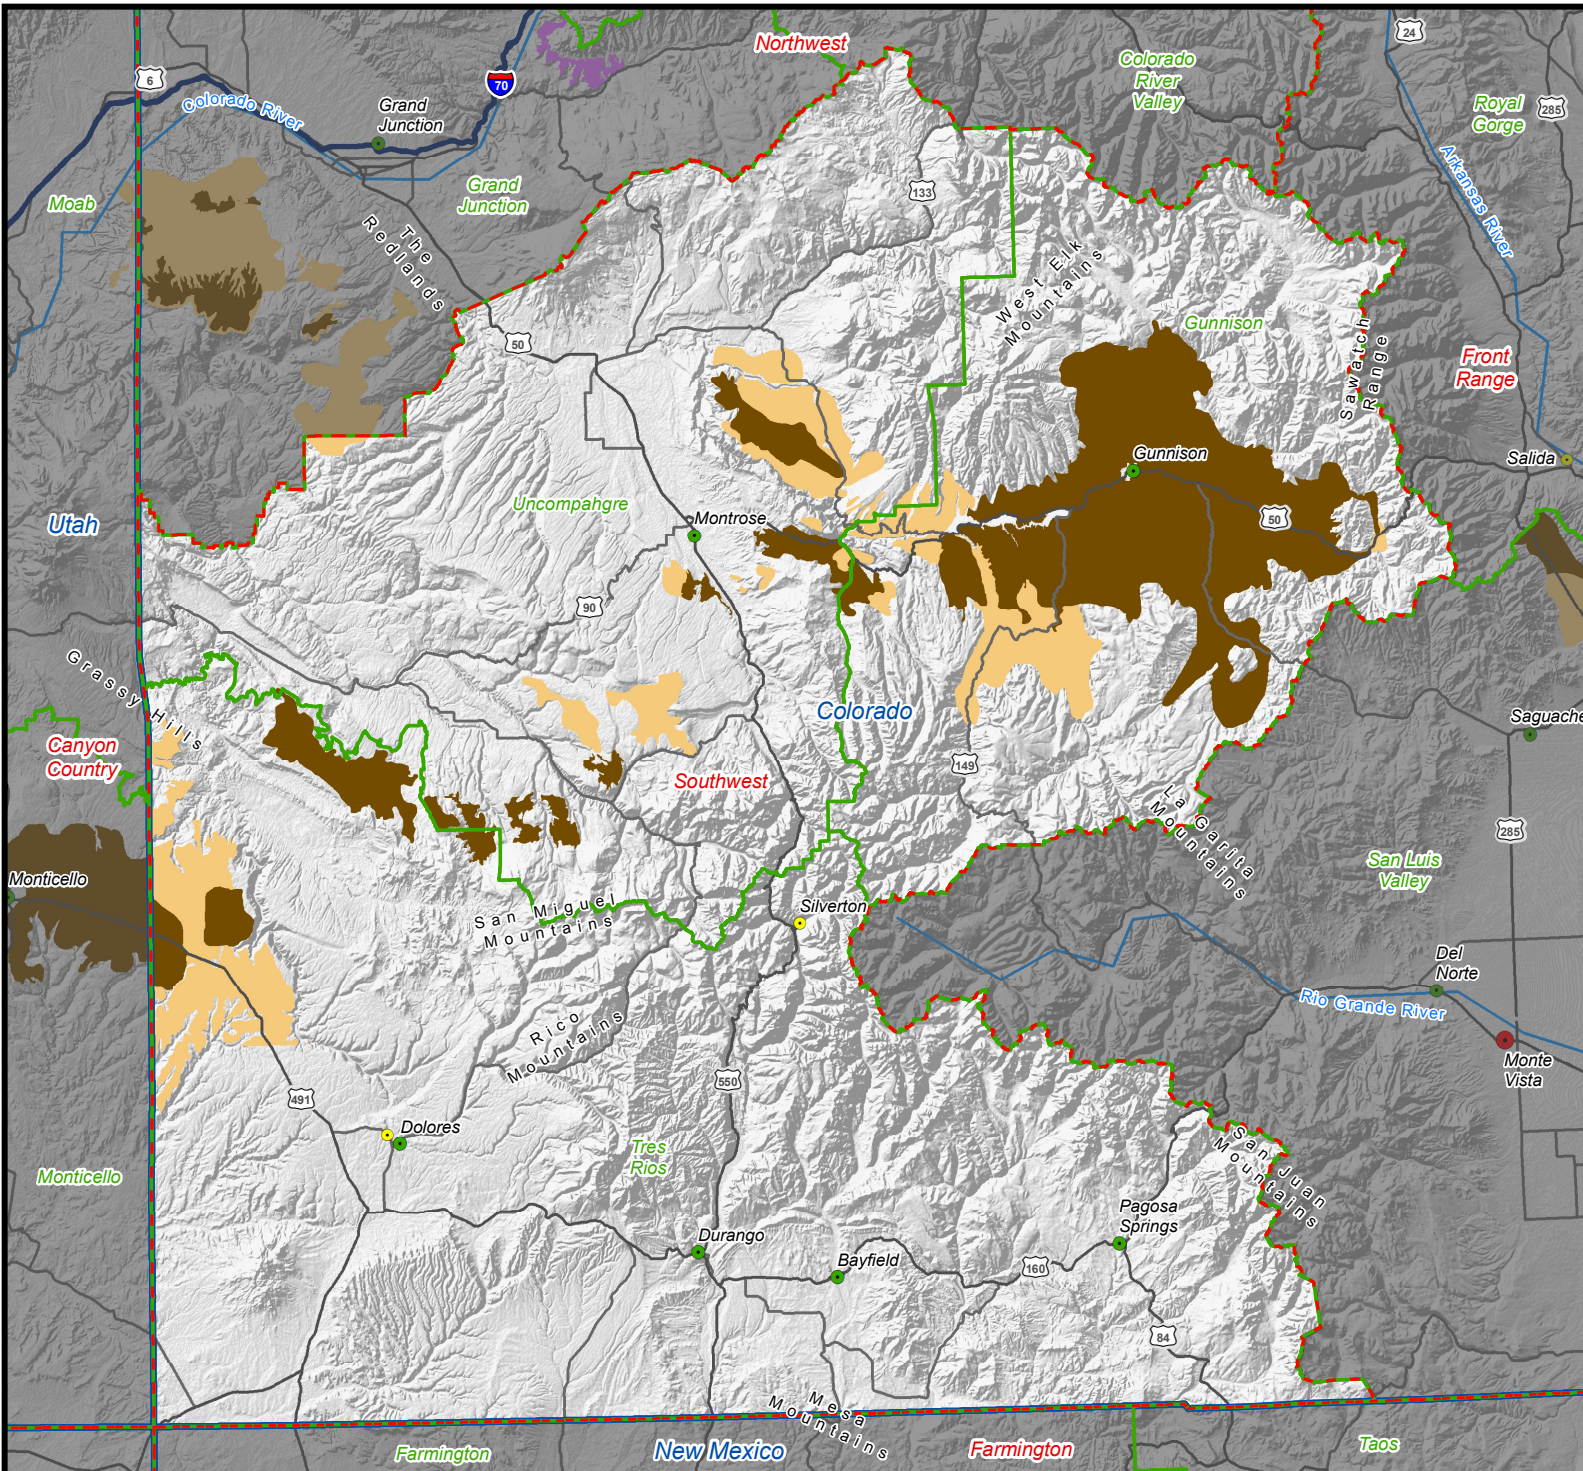 Northwest
24
Colorado
River
Valley
6
70
Royal
Gorge
285
Colorado River
Grand
Junction
Arkansas River
Moab
Grand
Junction
133
The
Redlands
West Elk
Mountains
Gunnison
Sawatch
Range
50
Front
Range
Gunnison
Salida
Uncompahgre
Montrose
50
Utah
90
Grassy Hills
Colorado
Saguache
Canyon
Country
Southwest
149
La Garita
Mountains
285
San Luis
Valley
Monticello
San Miguel
Mountains
Silverton
Del
Norte
Rio Grande River
Rico
Mountains
Monte
Vista
550
491
Dolores
Tres
Rios
San Juan
Mountains
Monticello
Pagosa
Springs
Durango
Bayfield
160
84
Mesa
Mountains
Farmington
New Mexico
Farmington
Taos